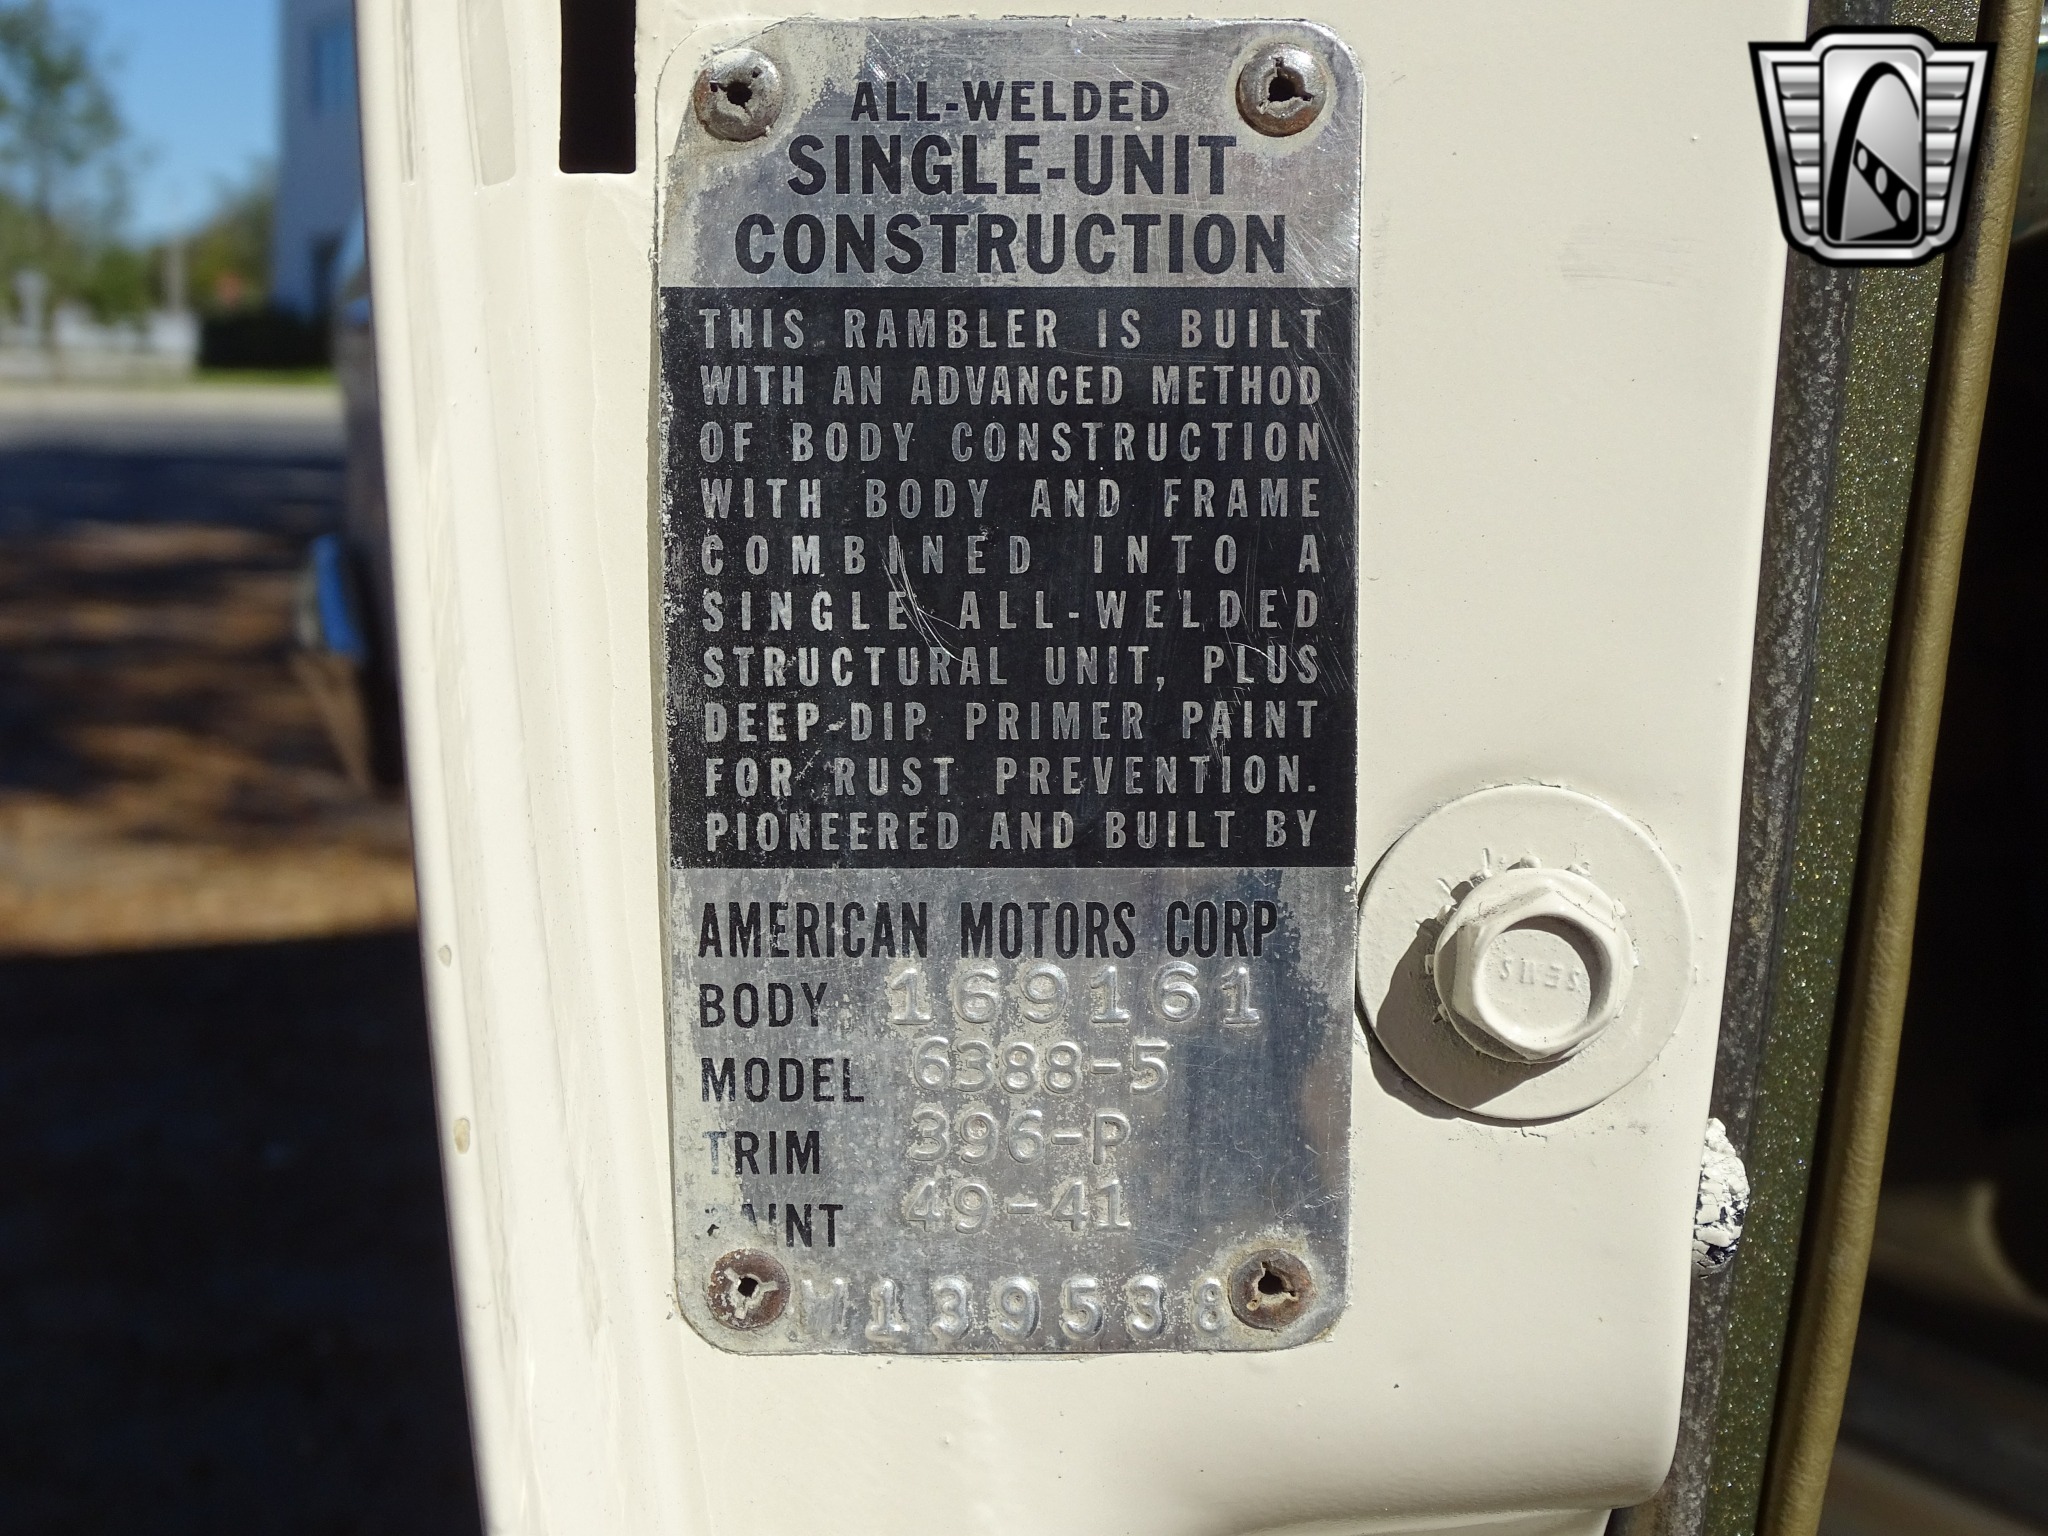 ALL-WELDED
SINGLE-UNIT
CONSTRUCTION
THIS RAMBLER IS BUILT
WITH AN ADVANCED METHOD
OF BODY CONSTRUCTION
WITH BODY AND FRAME
COMBINED INTO A
SINGLE ALL-WELDED
STRUCTURAL UNIT, PLUS
DEEP-DIP PRIMER PAINT
FOR RUST PREVENTION.
PIONEERED AND BUILT BY
AMERICAN MOTORS CORP
BODY 169161
MODEL 6388-5
TRIM 396-P
PAINT 49-41
M139538
SEMS